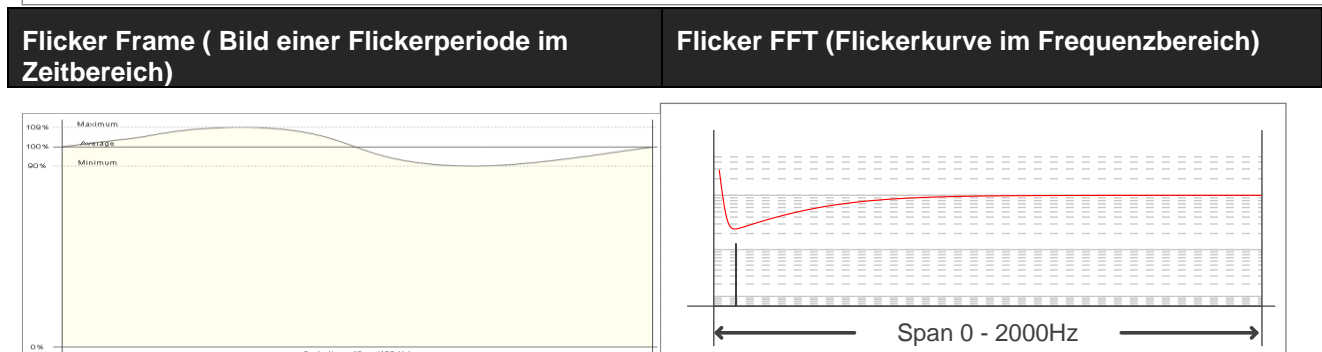 Flicker Frame ( Bild einer Flickerperiode im
Zeitbereich)
Flicker FFT (Flickerkurve im Frequenzbereich)
109%
Maximum
100%
Average
90%
Minimum
0%
Span 0 - 2000Hz